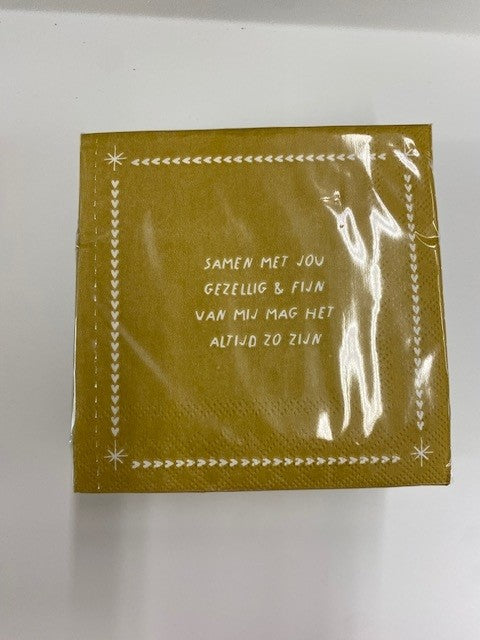 SAMEN MET JOU
GEZELLIG & FIJN
VAN MIJ MAG HET
ALTIJD ZO ZIJN